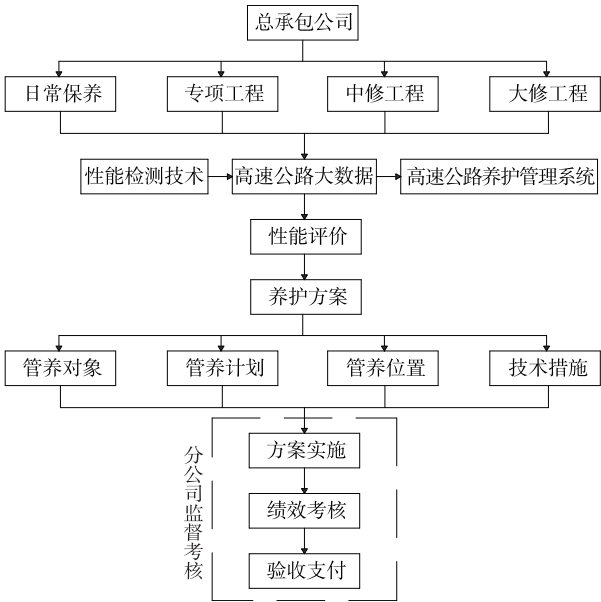 总承包公司
日常保养
专项工程
中修工程
大修工程
性能检测技术
高速公路大数据
高速公路养护管理系统
性能评价
养护方案
管养对象
管养计划
管养位置
技术措施
分公司监督考核
方案实施
绩效考核
验收支付